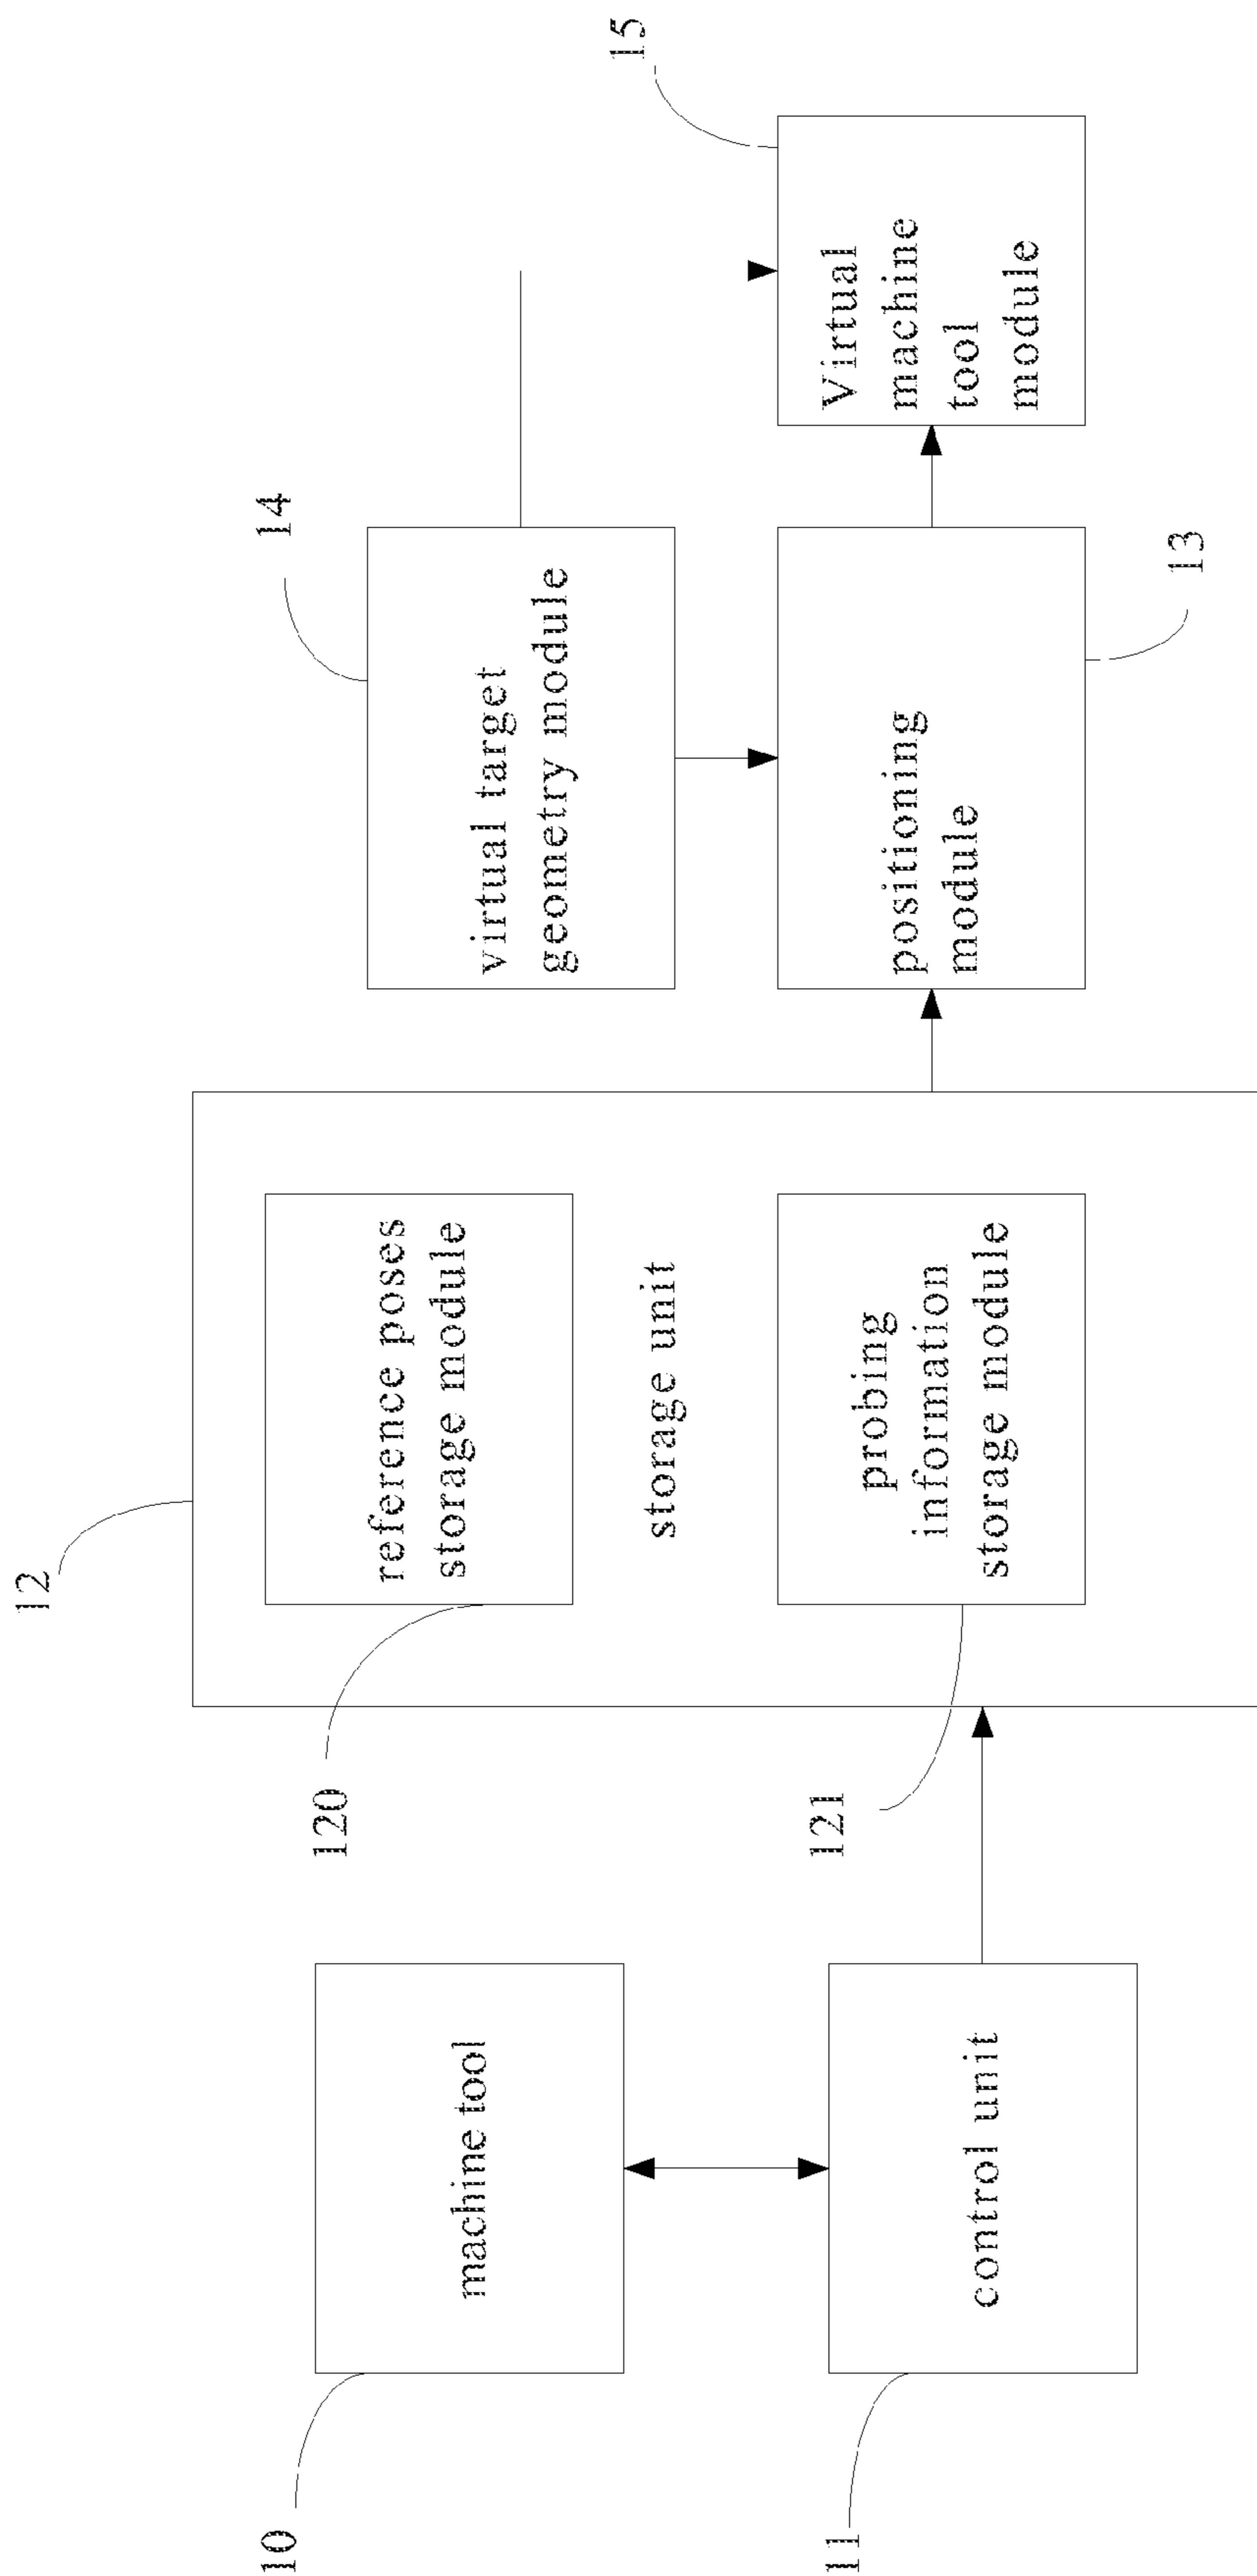 10
machine tool
11
control unit
12
120
reference poses
storage module
storage unit
121
probing
information
storage module
14
virtual target
geometry module
positioning
module
13
15
Virtual
machine
tool
module